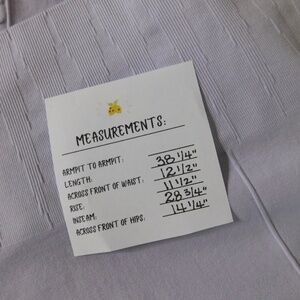 MEASUREMENTS:
ARMPIT TO ARMPIT:
LENGTH: 38 1/4"
ACROSS FRONT OF WAIST: 12 1/2"
RISE: 11 1/2"
INSEAM: 28 3/4"
ACROSS FRONT OF HIPS: 14 1/4"